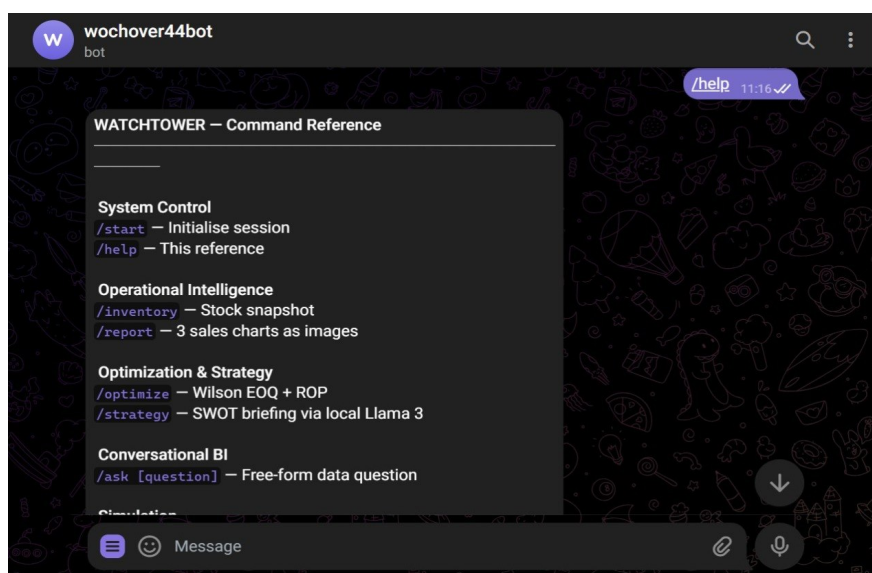 W
wochover44bot
bot
/help 11:16
WATCHTOWER — Command Reference
System Control
/start — Initialise session
/help — This reference
Operational Intelligence
/inventory — Stock snapshot
/report — 3 sales charts as images
Optimization & Strategy
/optimize — Wilson EOQ + ROP
/strategy — SWOT briefing via local Llama 3
Conversational BI
/ask [question] — Free-form data question
Simulation
Message